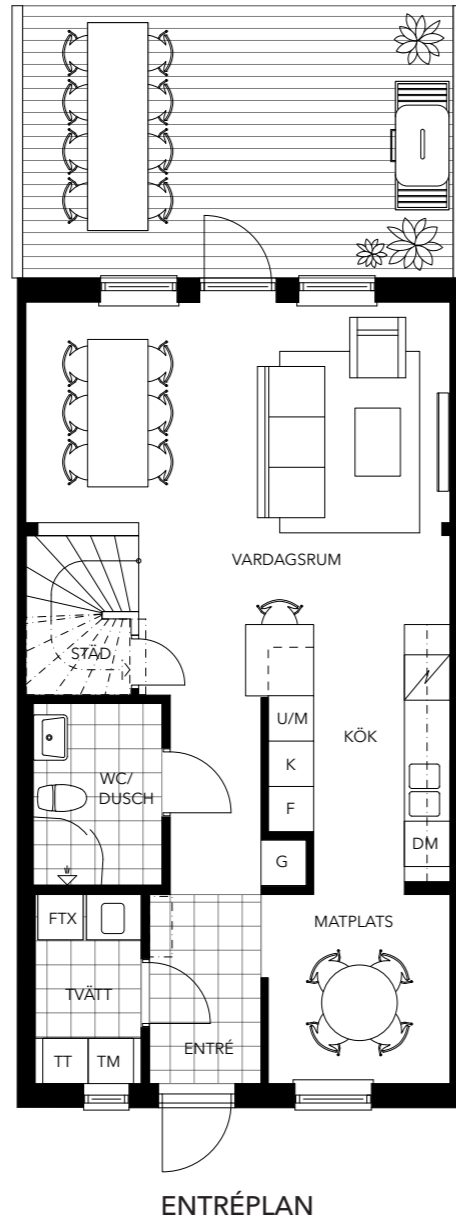 VARDAGSRUM
STÄD
U/M
KÖK
K
WC/
DUSCH
F
DM
G
FTX
MATPLATS
TVÄTT
ENTRÉ
TT
TM
ENTRÉPLAN